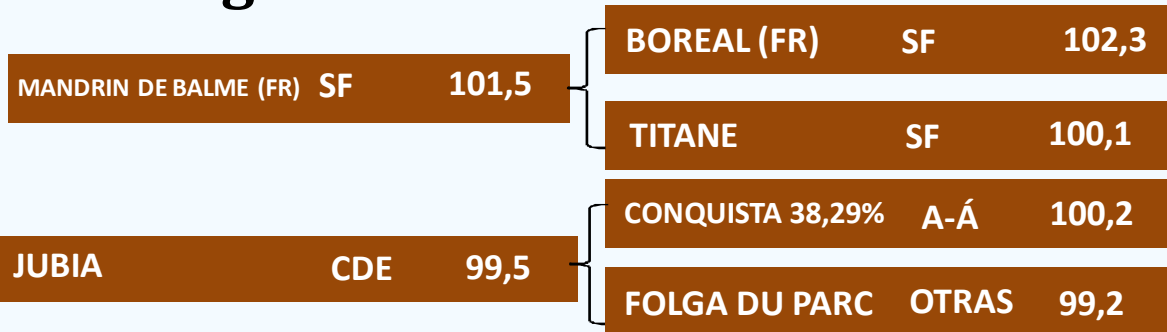 BOREAL (FR) SF 102,3
MANDRIN DE BALME (FR) SF 101,5
TITANE SF 100,1
CONQUISTA 38,29% A-Á 100,2
JUBIA CDE 99,5
FOLGA DU PARC OTRAS 99,2